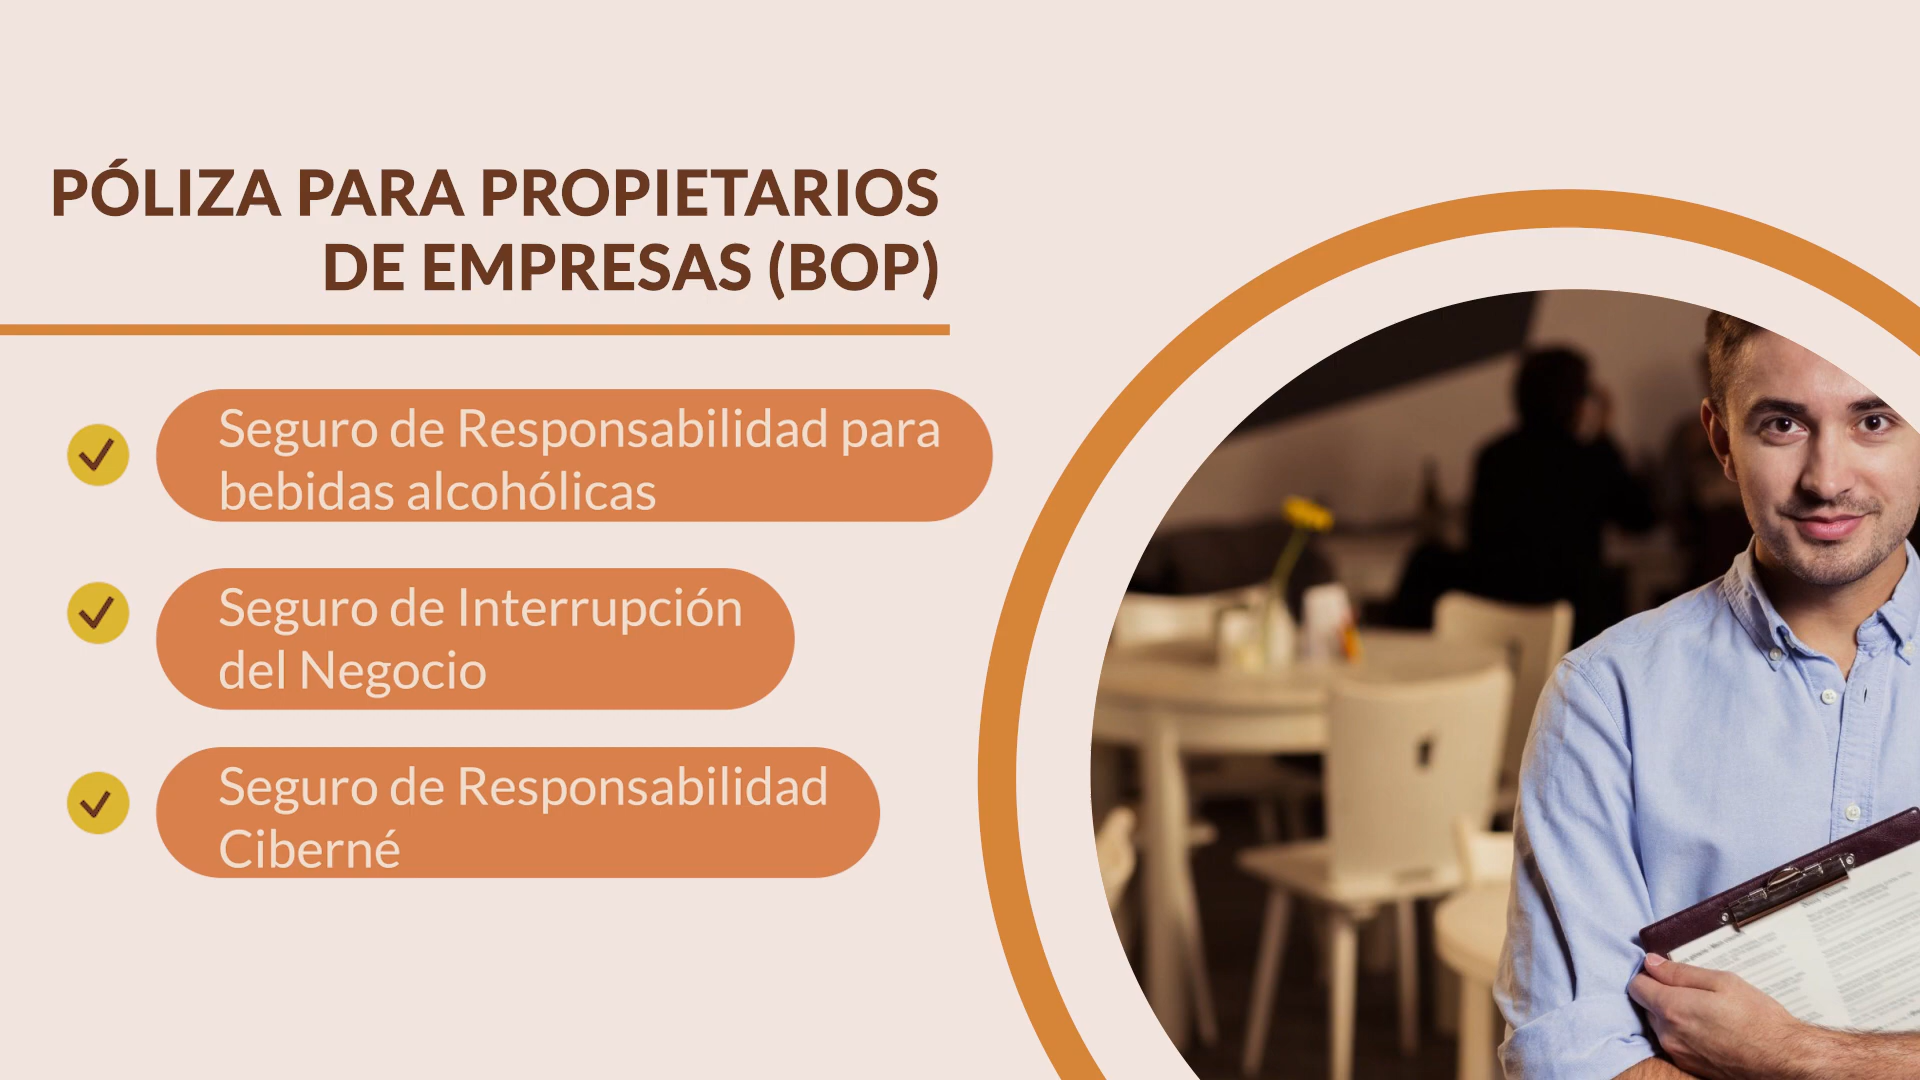 PÓLIZA PARA PROPIETARIOS
DE EMPRESAS (BOP)
Seguro de Responsabilidad para
bebidas alcohólicas
Seguro de Interrupción
del Negocio
Seguro de Responsabilidad
Ciberné